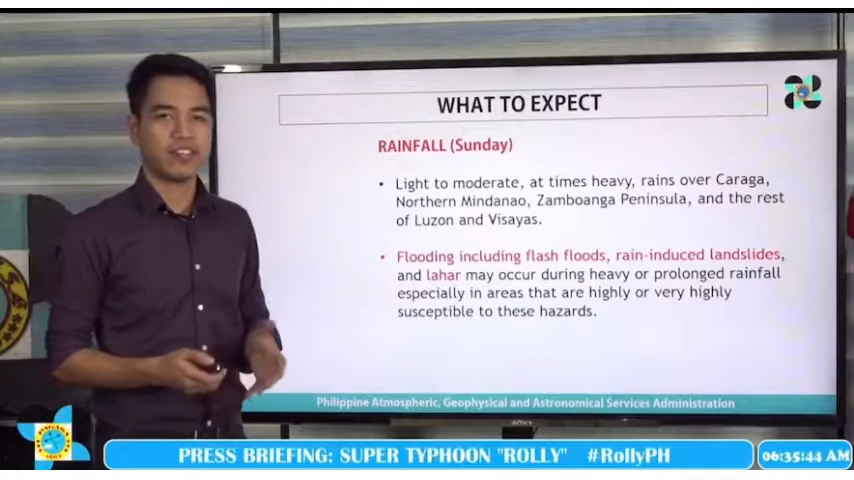 WHAT TO EXPECT
RAINFALL (Sunday)
• Light to moderate, at times heavy, rains over Caraga,
Northern Mindanao, Zamboanga Peninsula, and the rest
of Luzon and Visayas.
• Flooding including flash floods, rain-induced landslides,
and lahar may occur during heavy or prolonged rainfall
especially in areas that are highly or very highly
susceptible to these hazards.
Philippine Atmospheric, Geophysical and Astronomical Services Administration
SONY
PRESS BRIEFING: SUPER TYPHOON "ROLLY" #RollyPH
06:35:44 AM